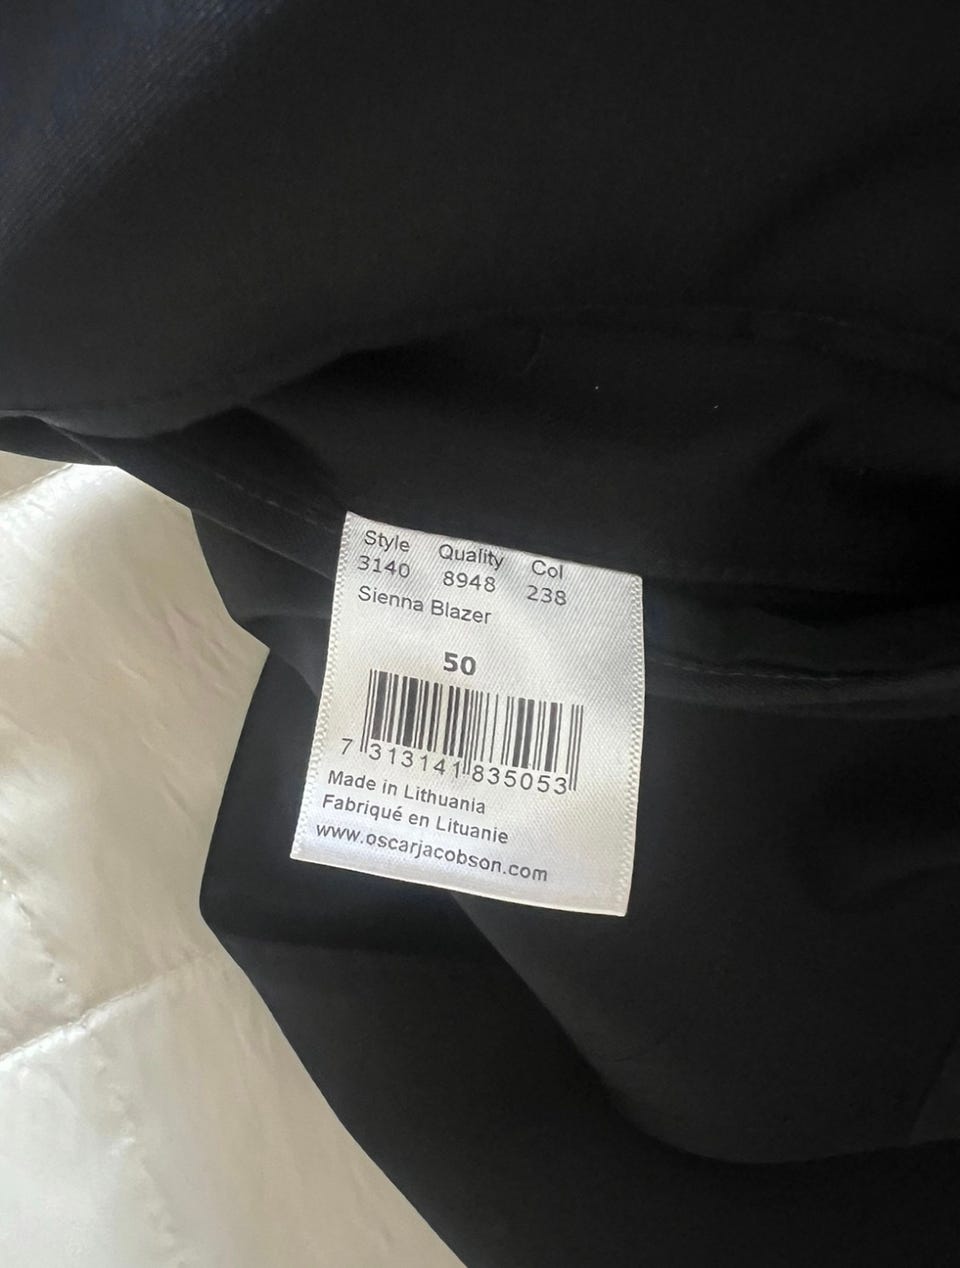 Style Quality Col
3140 8948 238
Sienna Blazer
50
7 313141 835053
Made in Lithuania
Fabriqué en Lituanie
www.oscarjacobson.com